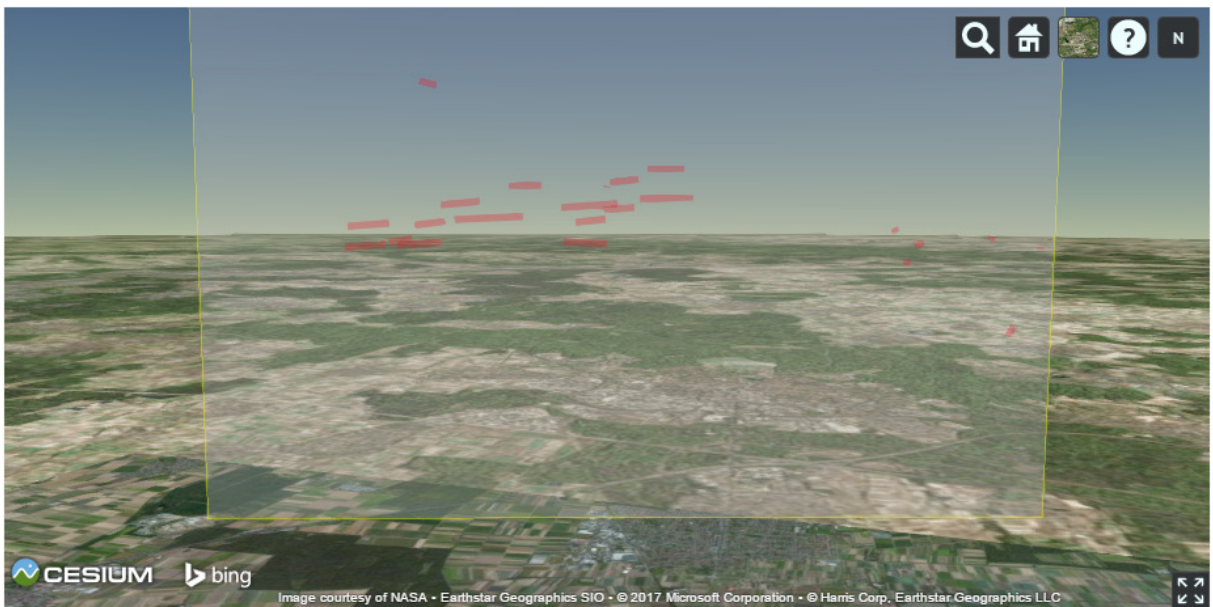 ?
N
CESIUM
bing
Image courtesy of NASA • Earthstar Geographics SIO • © 2017 Microsoft Corporation • © Harris Corp, Earthstar Geographics LLC